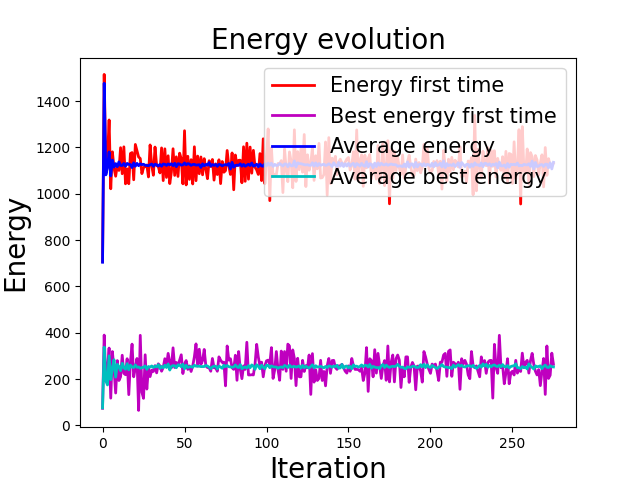 Energy evolution
Energy first time
Best energy first time
Average energy
Average best energy
Energy
1400
1200
1000
800
600
400
200
0
0 50 100 150 200 250
Iteration